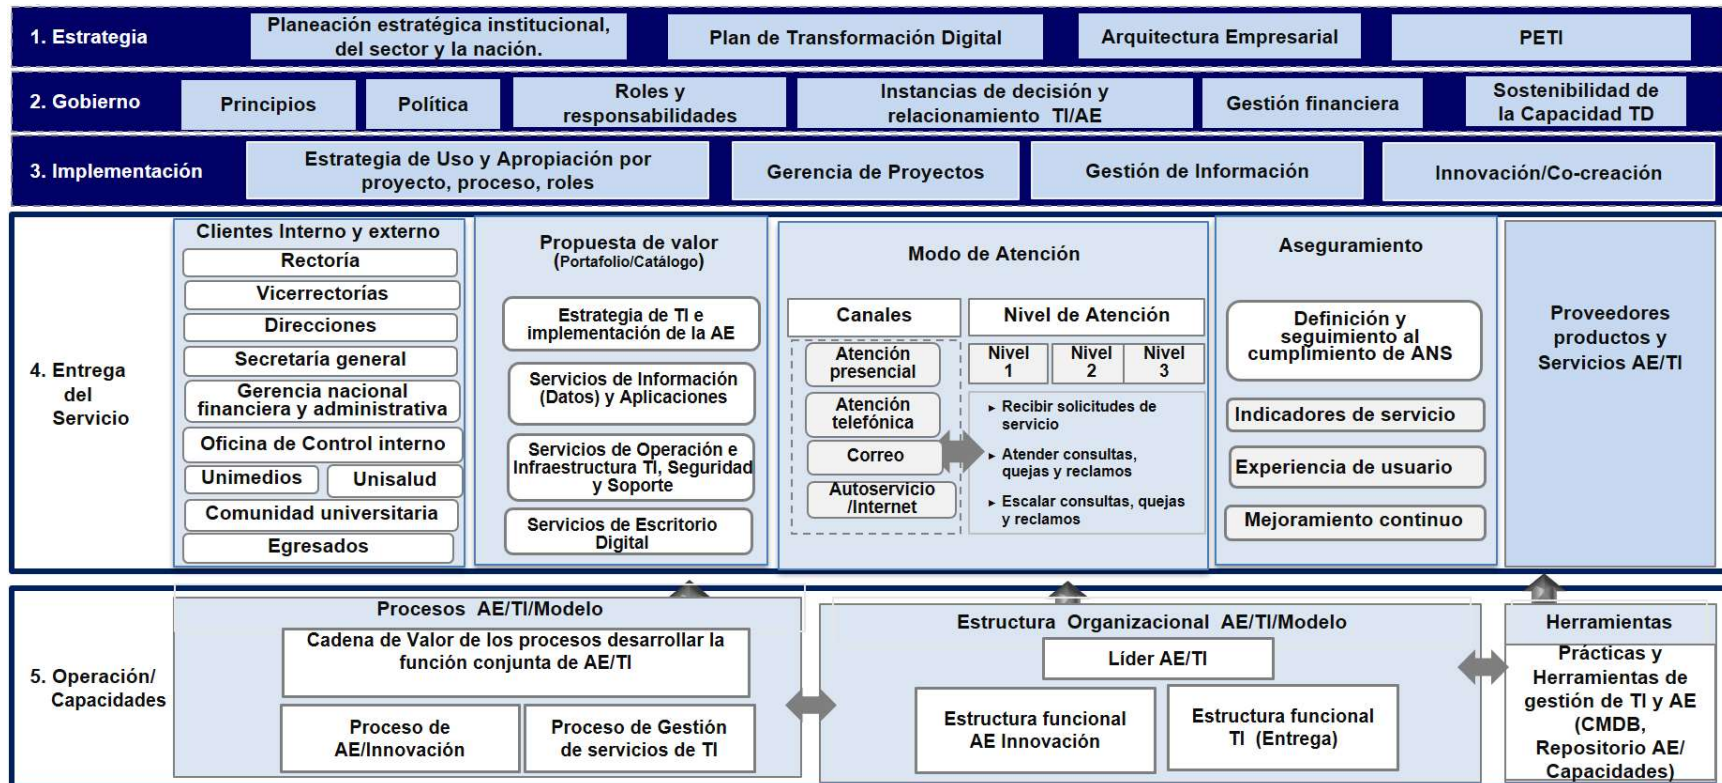 1. Estrategia
Planeación estratégica institucional,
del sector y la nación.
Plan de Transformación Digital
Arquitectura Empresarial
PETI
2. Gobierno
Principios
Política
Roles y
responsabilidades
Instancias de decisión y
relacionamiento TI/AE
Gestión financiera
Sostenibilidad de
la Capacidad TD
3. Implementación
Estrategia de Uso y Apropiación por
proyecto, proceso, roles
Gerencia de Proyectos
Gestión de Información
Innovación/Co-creación
4. Entrega
del
Servicio
Clientes Interno y externo
Rectoría
Vicerrectorías
Direcciones
Secretaría general
Gerencia nacional
financiera y administrativa
Oficina de Control interno
Unimedios
Unisalud
Comunidad universitaria
Egresados
Propuesta de valor
(Portafolio/Catálogo)
Estrategia de TI e
implementación de la AE
Servicios de Información
(Datos) y Aplicaciones
Servicios de Operación e
Infraestructura TI, Seguridad
y Soporte
Servicios de Escritorio
Digital
Modo de Atención
Canales
Atención
presencial
Atención
telefónica
Correo
Autoservicio
/Internet
Nivel de Atención
Nivel
1
Nivel
2
Nivel
3
► Recibir solicitudes de
servicio
► Atender consultas,
quejas y reclamos
► Escalar consultas, quejas
y reclamos
Aseguramiento
Definición y
seguimiento al
cumplimiento de ANS
Indicadores de servicio
Experiencia de usuario
Mejoramiento continuo
Proveedores
productos y
Servicios AE/TI
5. Operación/
Capacidades
Procesos AE/TI/Modelo
Cadena de Valor de los procesos desarrollar la
función conjunta de AE/TI
Proceso de
AE/Innovación
Proceso de Gestión
de servicios de TI
Estructura Organizacional AE/TI/Modelo
Líder AE/TI
Estructura funcional
AE Innovación
Estructura funcional
TI (Entrega)
Herramientas
Prácticas y
Herramientas de
gestión de TI y AE
(CMDB,
Repositorio AE/
Capacidades)